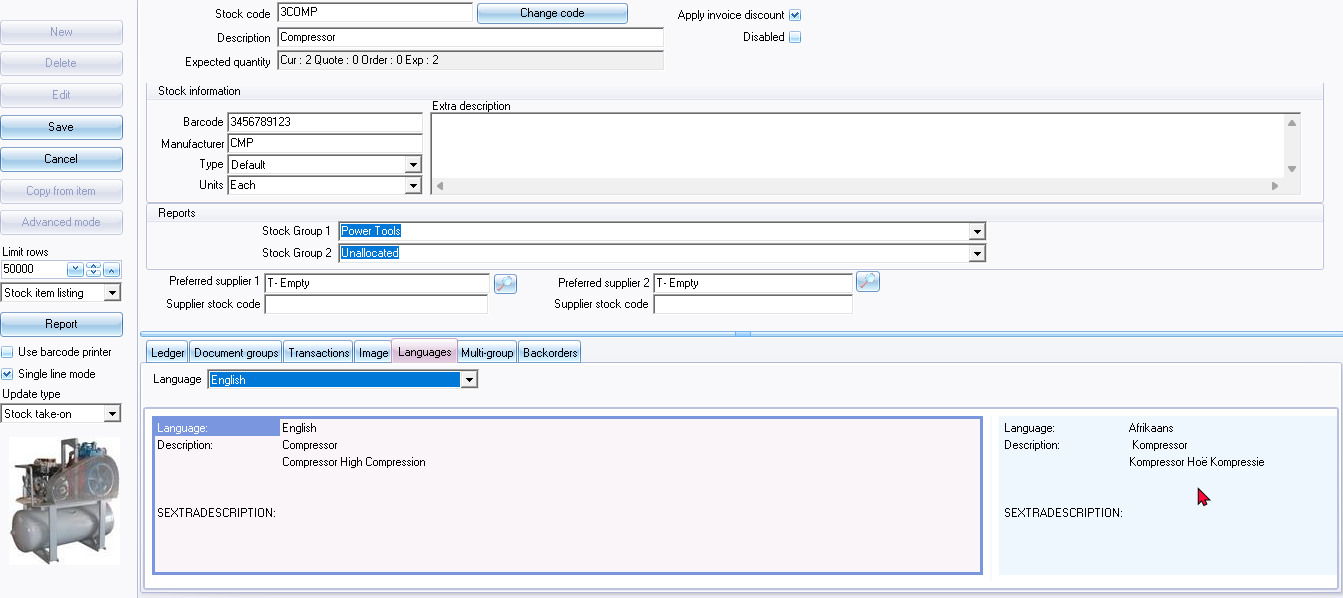 Stock code 3COMP Change code Apply invoice discount
Description Compressor Disabled
Expected quantity Cur : 2 Quote : 0 Order : 0 Exp : 2
New
Delete
Edit
Save
Cancel
Copy from item
Advanced mode
Limit rows
50000
Stock item listing
Report
Use barcode printer
Single line mode
Update type
Stock take-on
Stock information
Extra description
Barcode 3456789123
Manufacturer CMP
Type Default
Units Each
Reports
Stock Group 1 Power Tools
Stock Group 2 Unallocated
Preferred supplier 1 T- Empty Preferred supplier 2 T- Empty
Supplier stock code Supplier stock code
Ledger Document groups Transactions Image Languages Multi-group Backorders
Language English
Language: English
Description: Compressor
Compressor High Compression
SEXTRADESCRIPTION:
Language: Afrikaans
Description: Kompressor
Kompressor Hoë Kompressie
SEXTRADESCRIPTION: